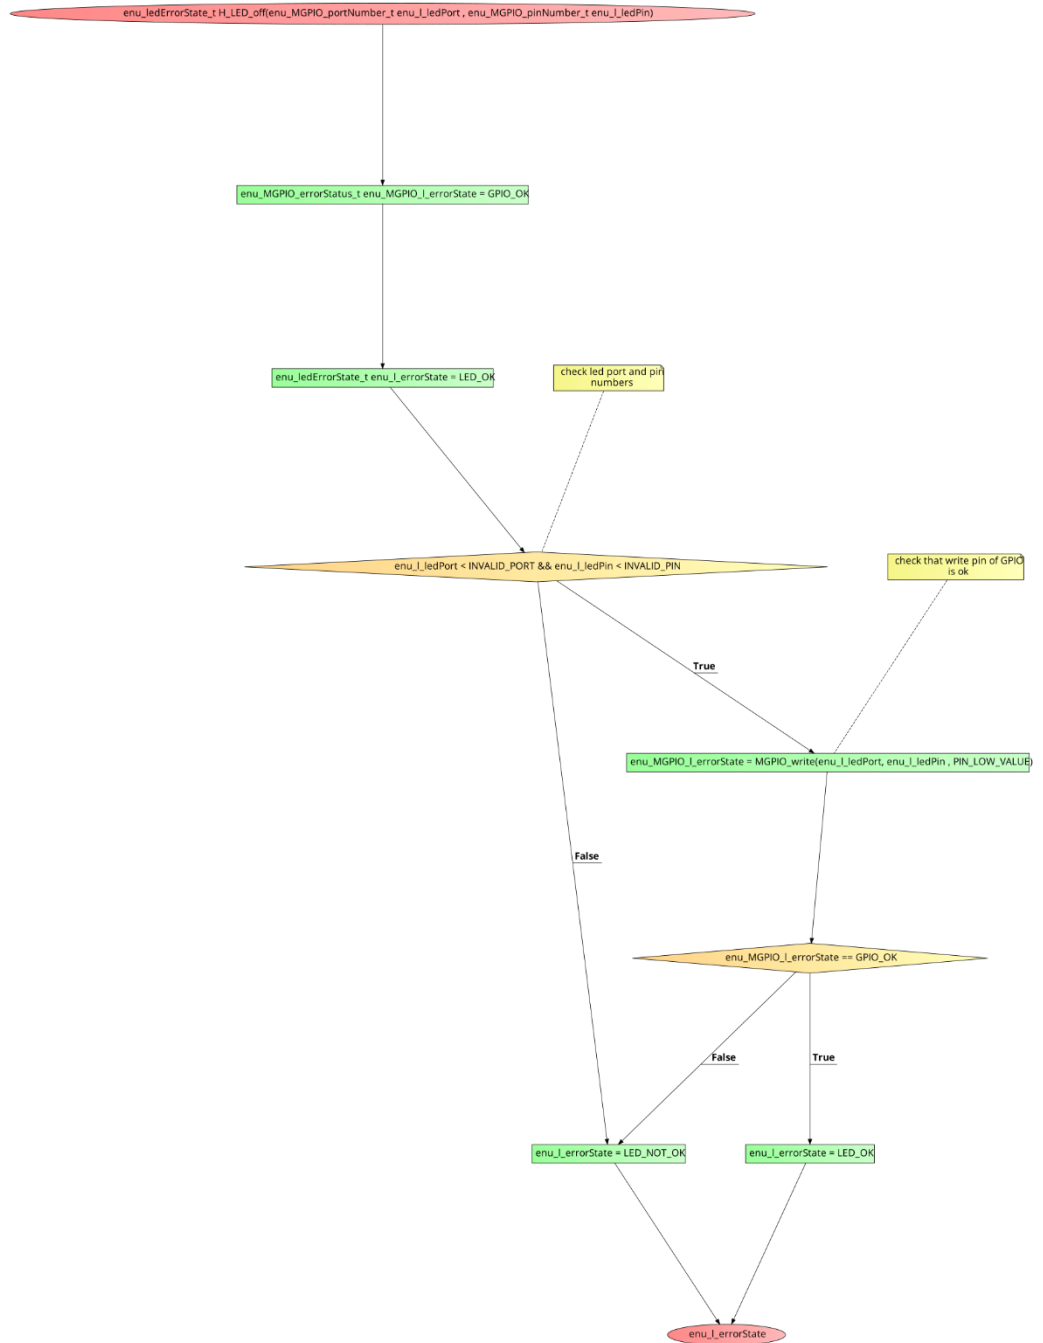 enu_ledErrorState_t H_LED_off(enu_MGPIO_portNumber_t enu_l_ledPort , enu_MGPIO_pinNumber_t enu_l_ledPin)
enu_MGPIO_errorStatus_t enu_MGPIO_l_errorState = GPIO_OK
enu_ledErrorState_t enu_l_errorState = LED_OK
check led port and pin
numbers
enu_l_ledPort < INVALID_PORT && enu_l_ledPin < INVALID_PIN
check that write pin of GPIO
is ok
True
enu_MGPIO_l_errorState = MGPIO_write(enu_l_ledPort, enu_l_ledPin , PIN_LOW_VALUE)
False
enu_MGPIO_l_errorState == GPIO_OK
False
True
enu_l_errorState = LED_NOT_OK
enu_l_errorState = LED_OK
enu_l_errorState